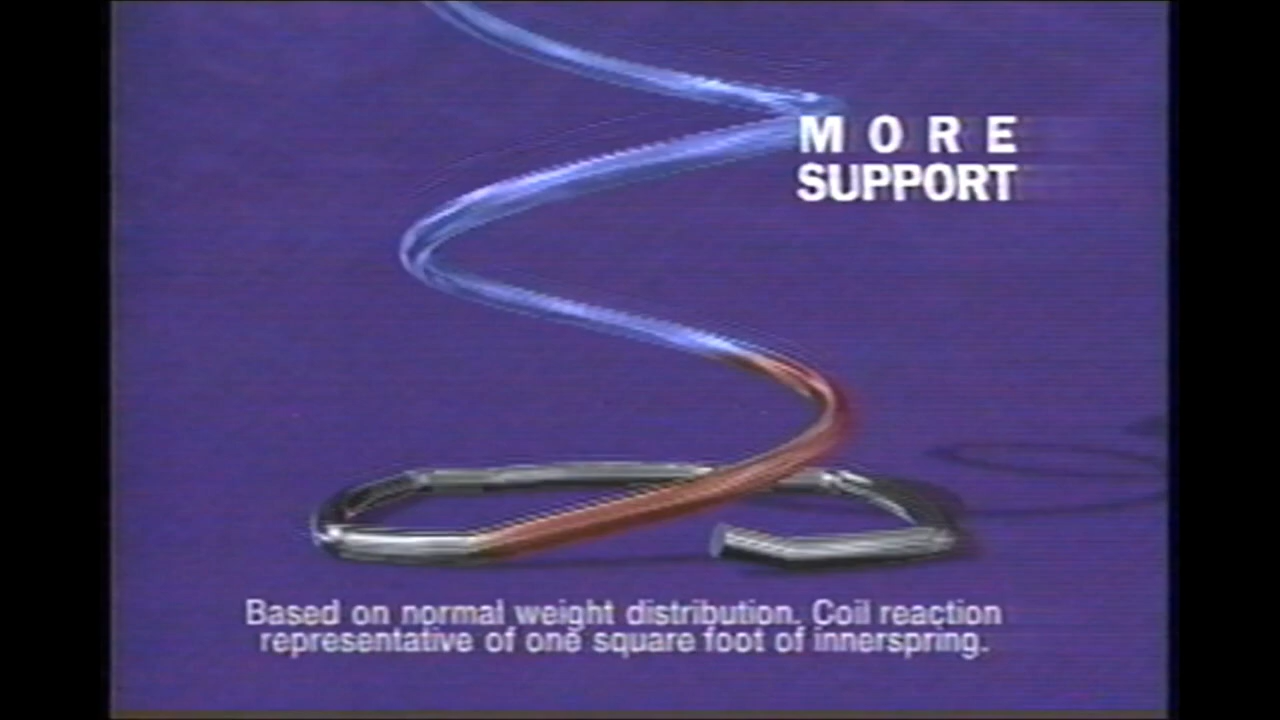 MORE
SUPPORT
Based on normal weight distribution. Coil reaction
representative of one square foot of innerspring.